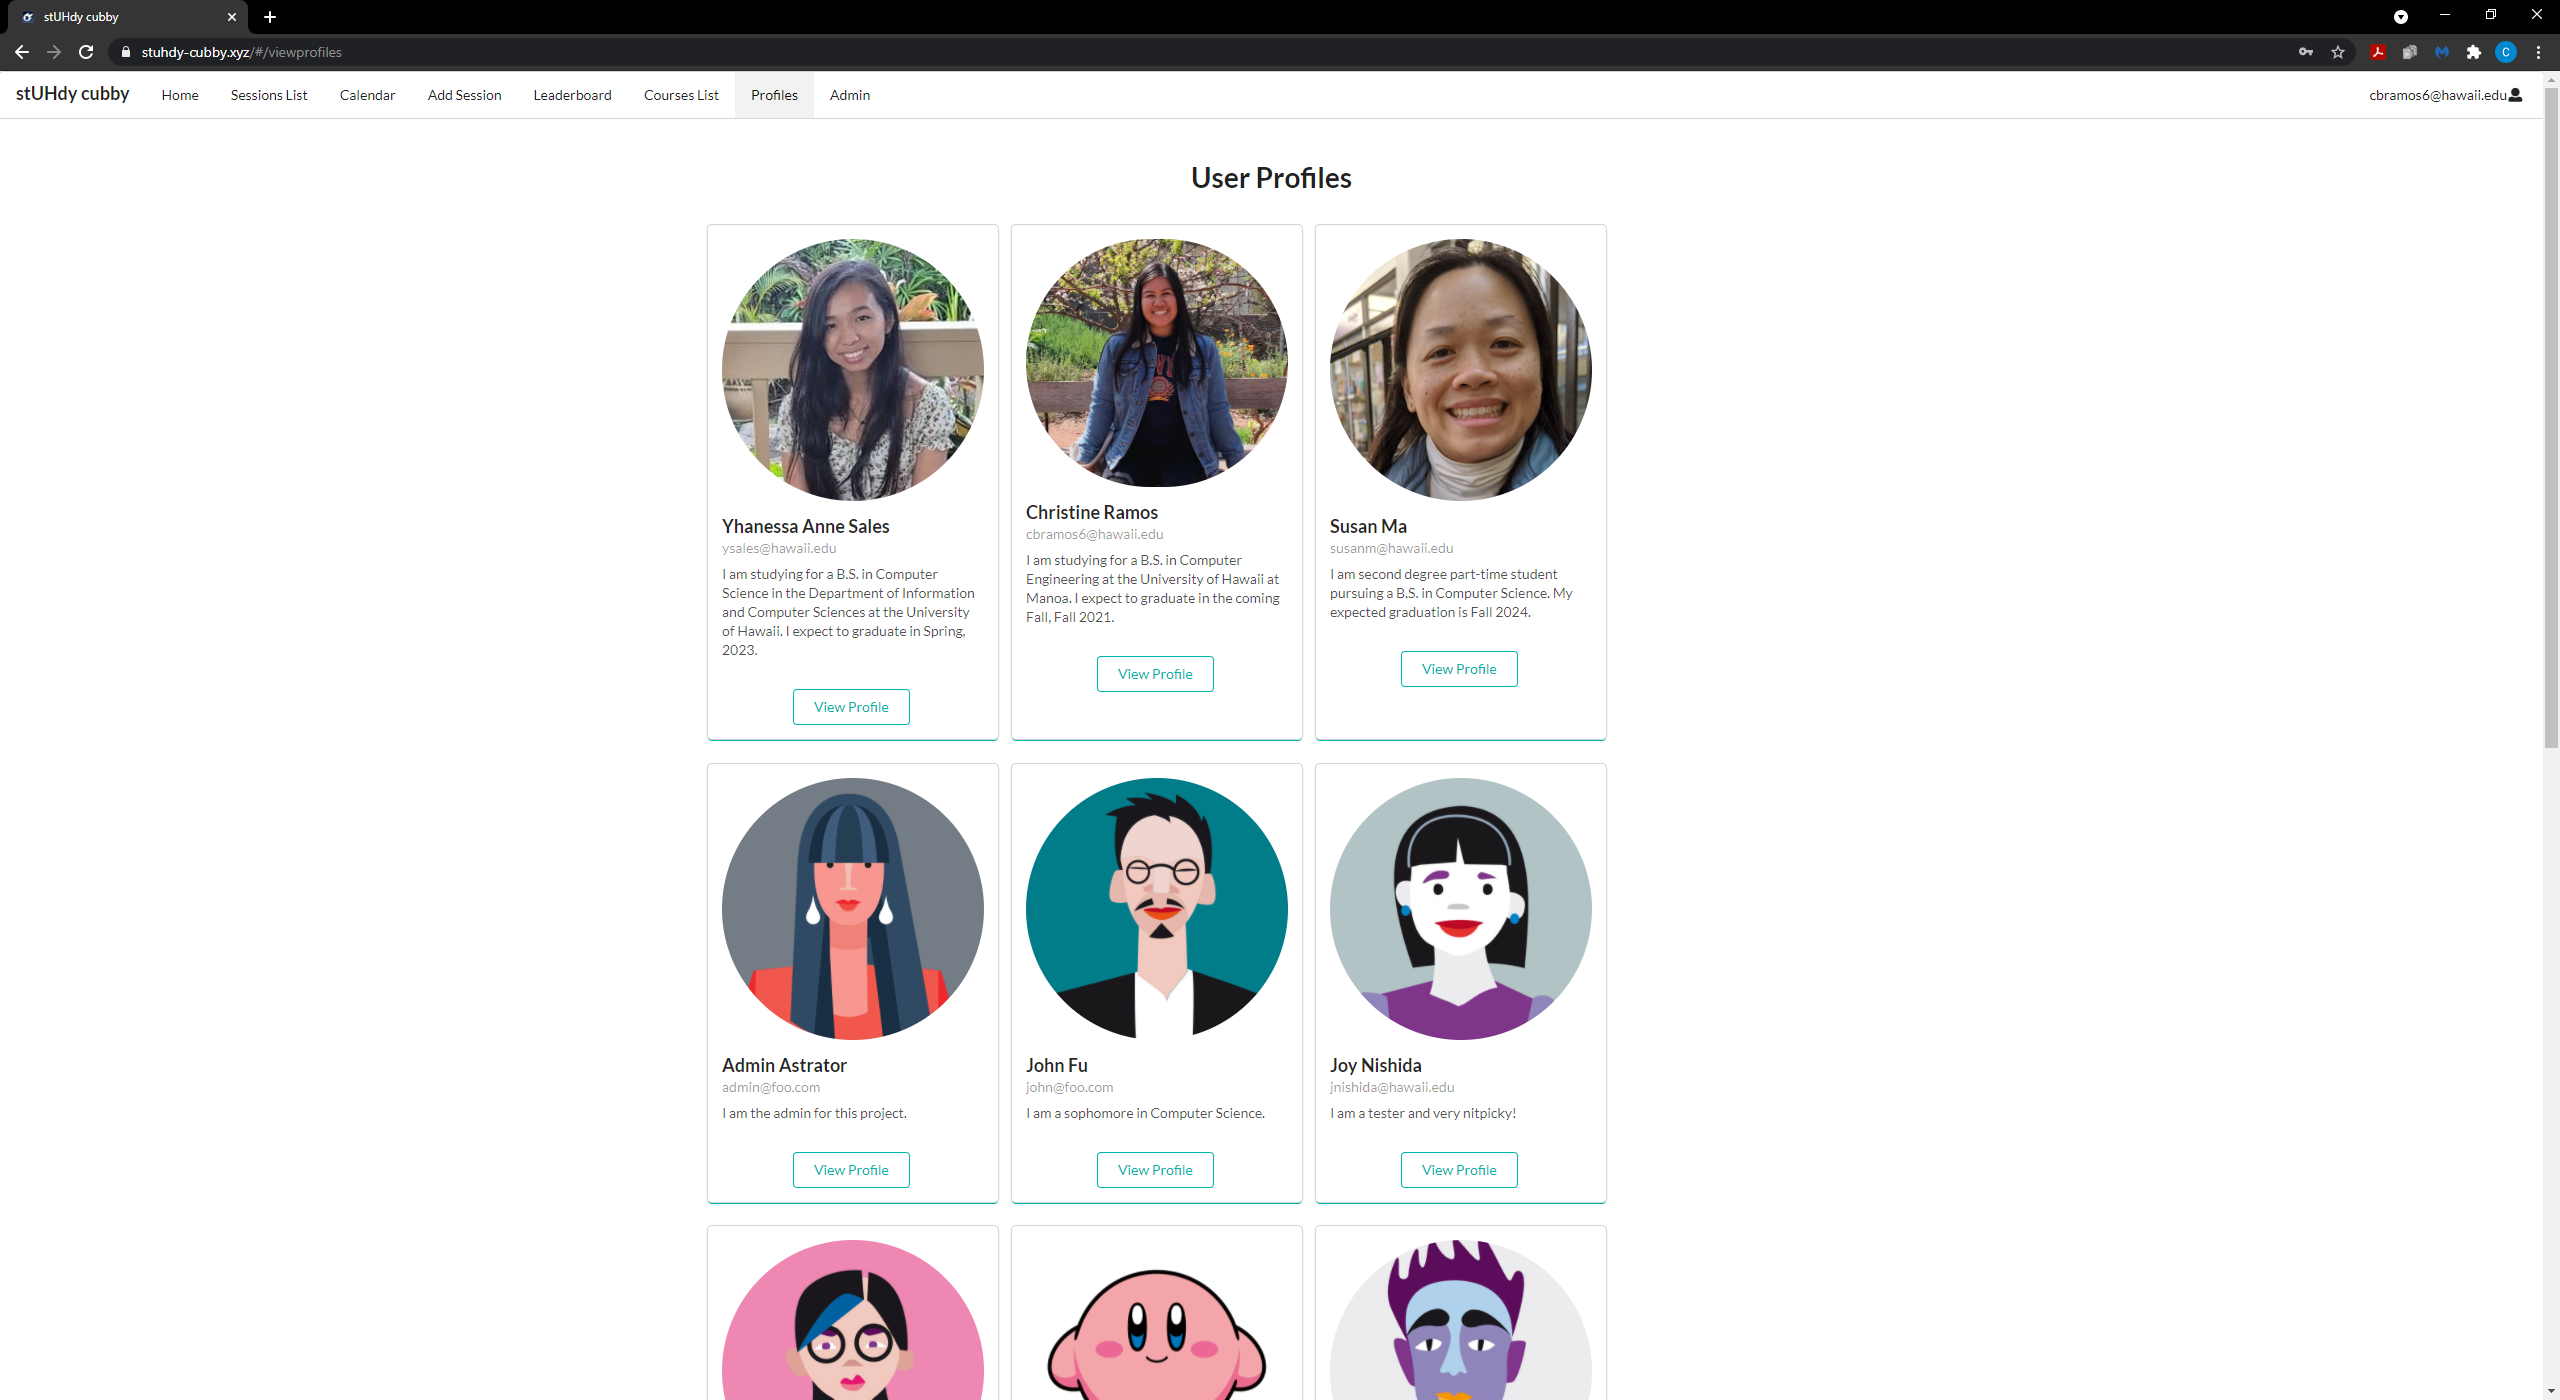 stUHdy cubby
stuhdy-cubby.xyz/#/viewprofiles
C
stUHdy cubby Home Sessions List Calendar Add Session Leaderboard Courses List Profiles Admin cbramos6@hawaii.edu
User Profiles
Yhanessa Anne Sales
ysales@hawaii.edu
I am studying for a B.S. in Computer
Science in the Department of Information
and Computer Sciences at the University
of Hawaii. I expect to graduate in Spring,
2023.
View Profile
Christine Ramos
cbramos6@hawaii.edu
I am studying for a B.S. in Computer
Engineering at the University of Hawaii at
Manoa. I expect to graduate in the coming
Fall, Fall 2021.
View Profile
Susan Ma
susanm@hawaii.edu
I am second degree part-time student
pursuing a B.S. in Computer Science. My
expected graduation is Fall 2024.
View Profile
Admin Astrator
admin@foo.com
I am the admin for this project.
View Profile
John Fu
john@foo.com
I am a sophomore in Computer Science.
View Profile
Joy Nishida
jnishida@hawaii.edu
I am a tester and very nitpicky!
View Profile